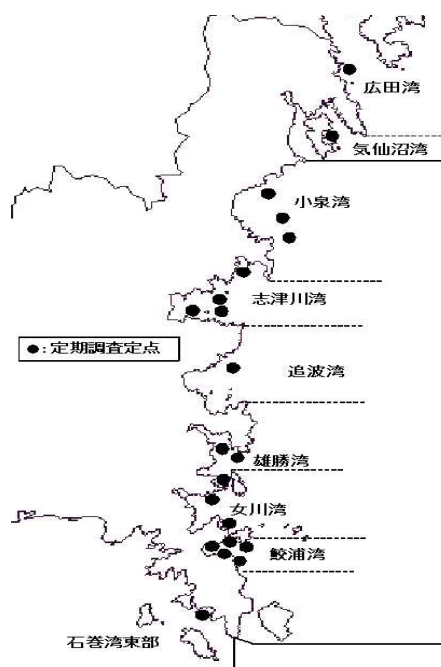 広田湾
気仙沼湾
小泉湾
志津川湾
●:定期調査定点
追波湾
雄勝湾
女川湾
鮫浦湾
石巻湾東部